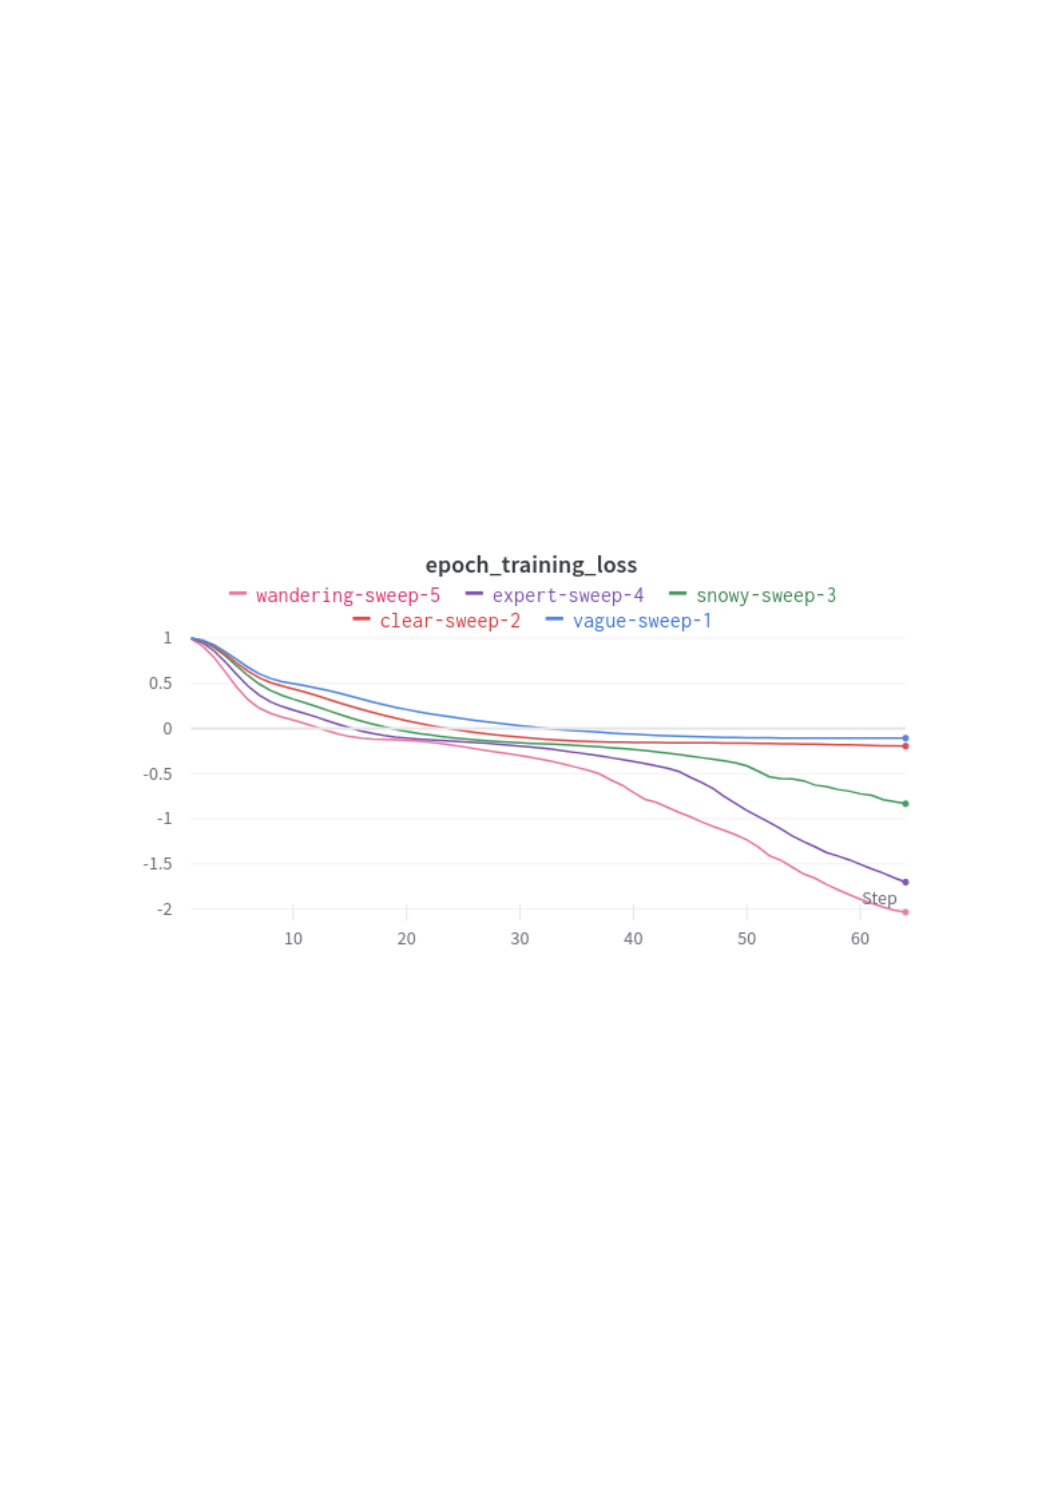 epoch_training_loss
wandering-sweep-5 expert-sweep-4 snowy-sweep-3
clear-sweep-2 vague-sweep-1
1
0.5
0
-0.5
-1
-1.5
-2
Step
10 20 30 40 50 60